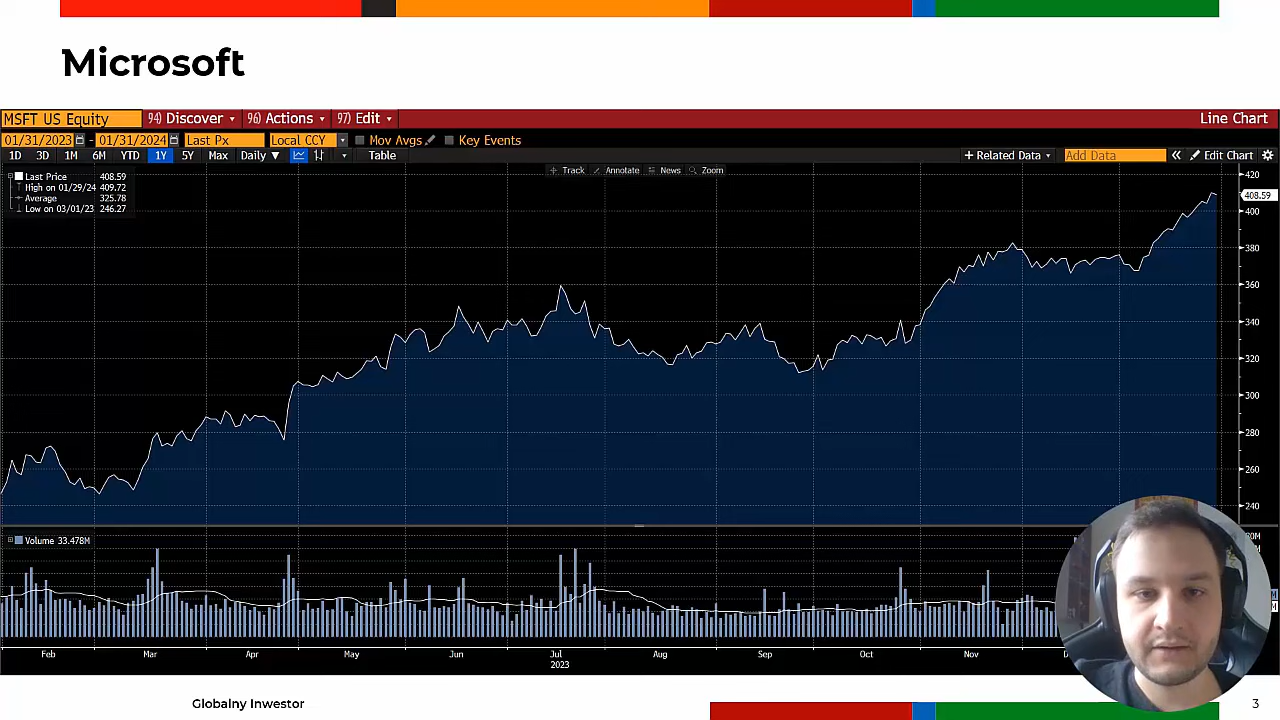 Microsoft
MSFT US Equity 94) Discover 96) Actions 97) Edit Line Chart
01/31/2023 - 01/31/2024 Last Px Local CCY Mov Avgs Key Events
1D 3D 1M 6M YTD 1Y 5Y Max Daily ▼ Table + Related Data Add Data « Edit Chart
Track Annotate News Zoom
Last Price 408.59
High on 01/29/24 409.72
Average 325.78
Low on 03/01/23 246.27
420
408.59
400
380
360
340
320
300
280
260
240
Volume 33.478M
Feb Mar Apr May Jun Jul Aug Sep Oct Nov
2023
Globalny Inwestor
3